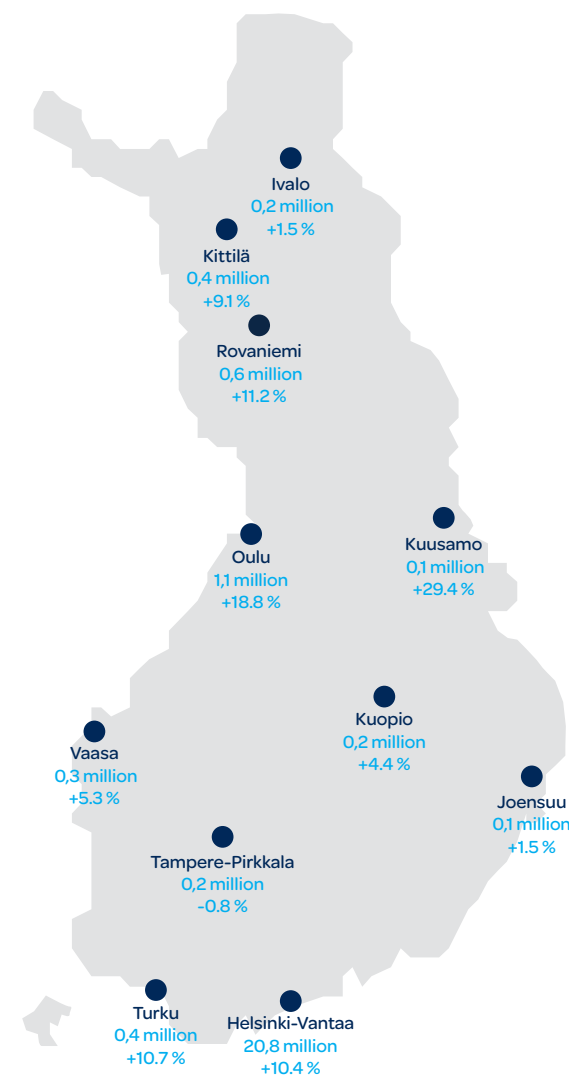 Ivalo
0,2 million
+1.5 %
Kittilä
0,4 million
+9.1 %
Rovaniemi
0,6 million
+11.2 %
Oulu
1,1 million
+18.8 %
Kuusamo
0,1 million
+29.4 %
Kuopio
0,2 million
+4.4 %
Vaasa
0,3 million
+5.3 %
Joensuu
0,1 million
+1.5 %
Tampere-Pirkkala
0,2 million
-0.8 %
Turku
0,4 million
+10.7 %
Helsinki-Vantaa
20,8 million
+10.4 %